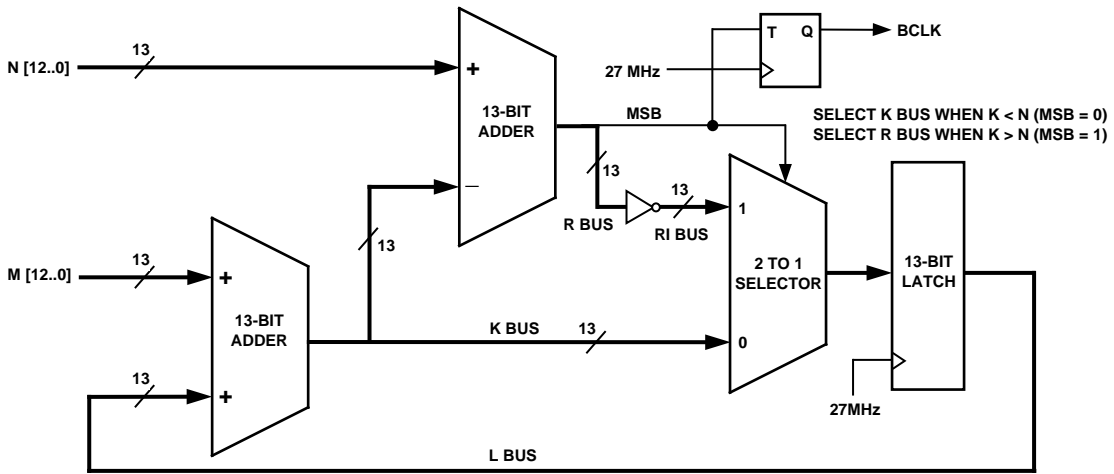 N [12..0]
13
+
13-BIT
ADDER
–
MSB
T Q
27 MHz
BCLK
SELECT K BUS WHEN K < N (MSB = 0)
SELECT R BUS WHEN K > N (MSB = 1)
13
R BUS
13
RI BUS
13
M [12..0]
13
+
13-BIT
ADDER
13
+
K BUS
13
1
2 TO 1
SELECTOR
0
13-BIT
LATCH
27MHz
L BUS